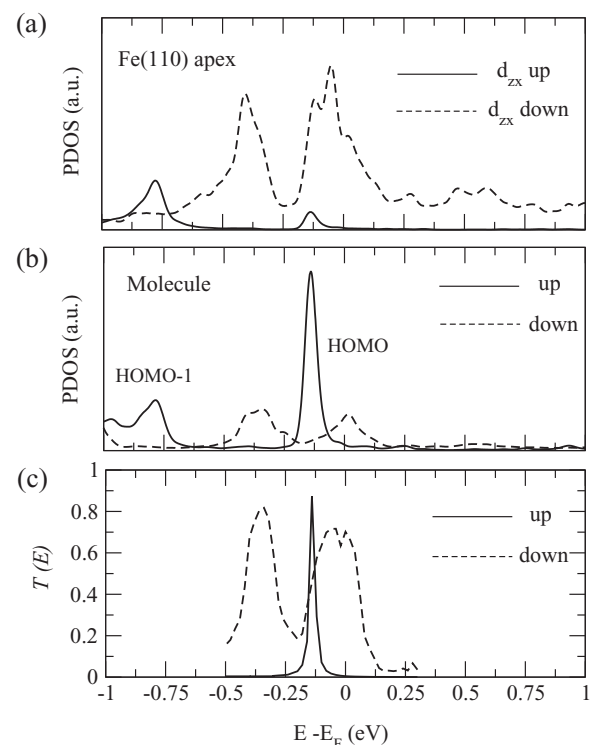 (a)
Fe(110) apex
d_zx up
d_zx down
PDOS (a.u.)
(b)
Molecule
up
down
HOMO
HOMO-1
PDOS (a.u.)
(c)
1
0.8
0.6
0.4
0.2
0
up
down
T (E)
-1 -0.75 -0.5 -0.25 0 0.25 0.5 0.75 1
E -E_F (eV)